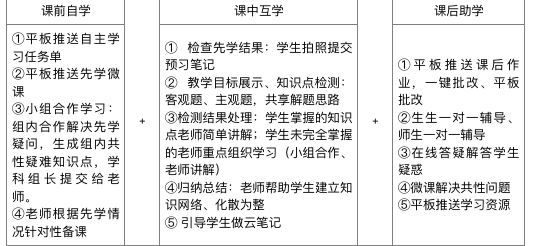 课前自学
①平板推送自主学
习任务单
②平板推送先学微
课
③小组合作学习：
组内合作解决先学
疑问，生成组内共
性疑难知识点，学
科组长提交给老
师。
④老师根据先学情
况针对性备课
+
课中互学
① 检查先学结果：学生拍照提交
预习笔记
② 教学目标展示、知识点检测：
客观题、主观题，共享解题思路
③检测结果处理：学生掌握的知识
点老师简单讲解；学生未完全掌握
的老师重点组织学习（小组合作、
老师讲解）
④归纳总结：老师帮助学生建立知
识网络、化散为整
⑤ 引导学生做云笔记
+
课后助学
①平板推送课后作
业，一键批改、平板
批改
②生生一对一辅导、
师生一对一辅导
③在线答疑解答学生
疑惑
④微课解决共性问题
⑤平板推送学习资源